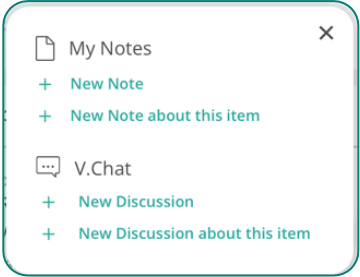 My Notes
+ New Note
+ New Note about this item
V.Chat
+ New Discussion
+ New Discussion about this item